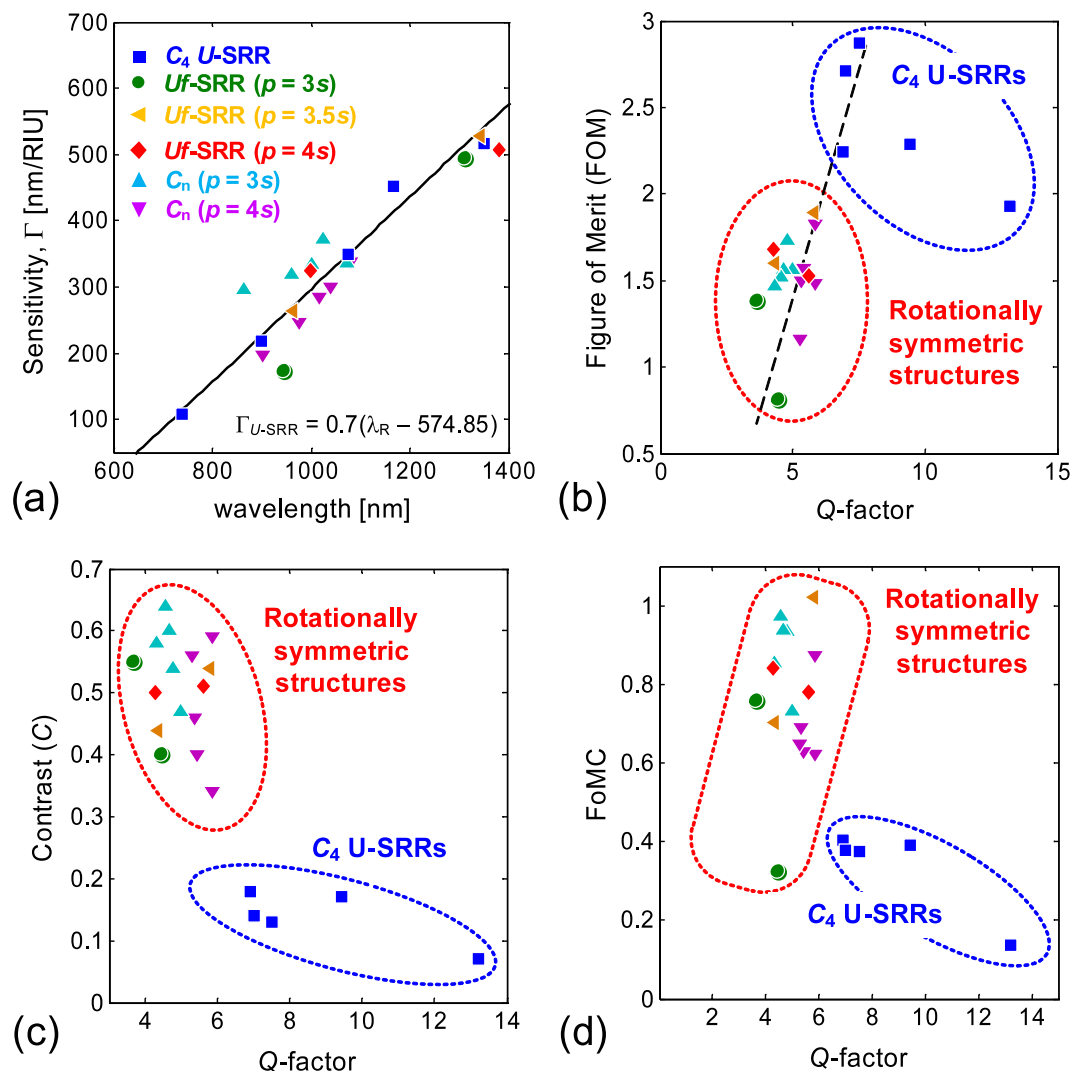 (a)
Sensitivity, Γ [nm/RIU]
600
500
400
300
200
100
C₄ U-SRR
Uf-SRR (p = 3s)
Uf-SRR (p = 3.5s)
Uf-SRR (p = 4s)
Cₙ (p = 3s)
Cₙ (p = 4s)
Γ_U-SRR = 0.7(λ_R – 574.85)
600 800 1000 1200 1400
wavelength [nm]
(b)
Figure of Merit (FOM)
3
2.5
2
1.5
1
0.5
C₄ U-SRRs
Rotationally
symmetric
structures
0 5 10 15
Q-factor
(c)
Contrast (C)
0.7
0.6
0.5
0.4
0.3
0.2
0.1
0
Rotationally
symmetric
structures
C₄ U-SRRs
4 6 8 10 12 14
Q-factor
(d)
FoMC
1
0.8
0.6
0.4
0.2
0
Rotationally
symmetric
structures
C₄ U-SRRs
2 4 6 8 10 12 14
Q-factor